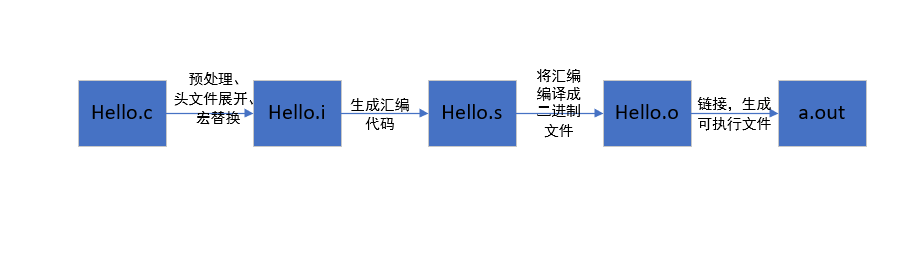 Hello.c
预处理、
头文件展开、
宏替换
Hello.i
生成汇编
代码
Hello.s
将汇编
编译成
二进制
文件
Hello.o
链接，生成
可执行文件
a.out